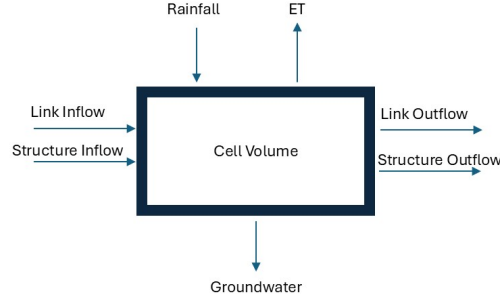 Rainfall
ET
Link Inflow
Link Outflow
Structure Inflow
Cell Volume
Structure Outflow
Groundwater